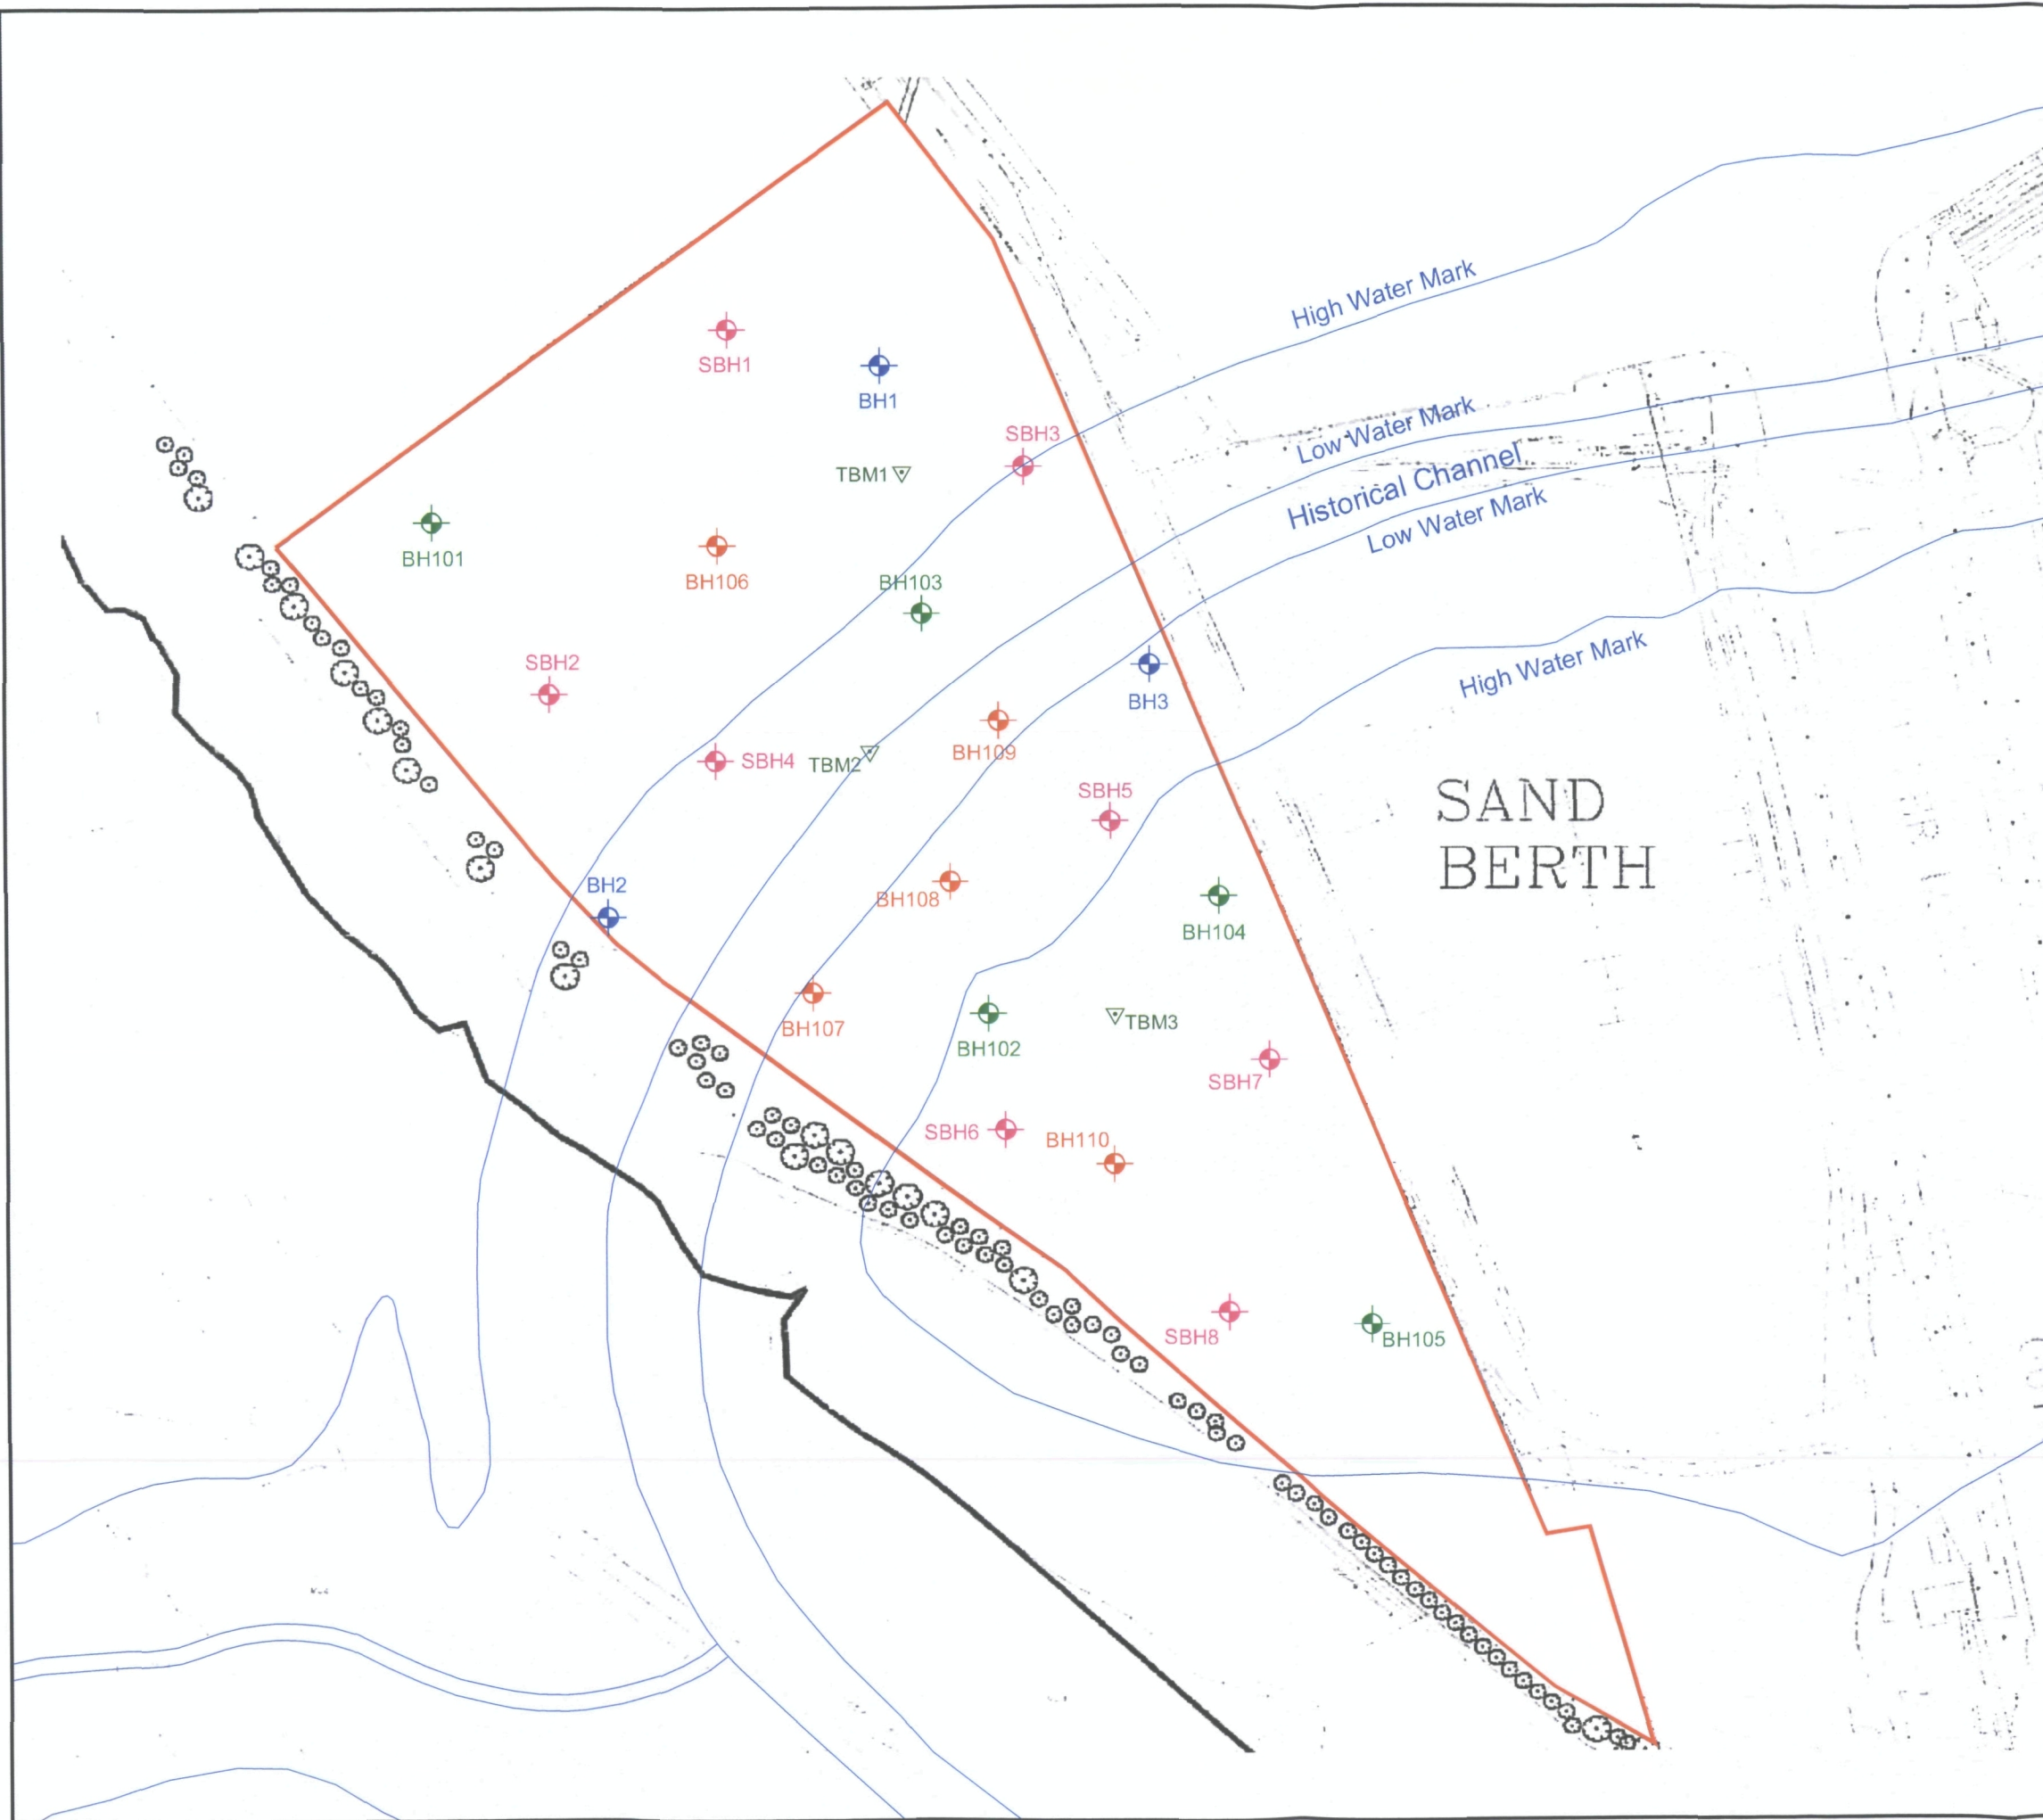 High Water Mark
SBH1
BH1
Low Water Mark
SBH3
TBM1
Historical Channel
Low Water Mark
BH101
BH106
BH103
High Water Mark
SBH2
BH3
BH109
SBH4
TBM2
SBH5
SAND
BERTH
BH2
BH108
BH104
BH107
BH102
TBM3
SBH7
SBH6
BH110
SBH8
BH105